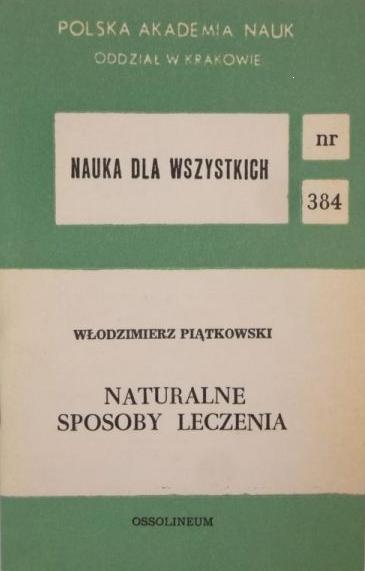 POLSKA AKADEMIA NAUK
ODDZIAŁ W KRAKOWIE
NAUKA DLA WSZYSTKICH
nr
384
WŁODZIMIERZ PIĄTKOWSKI
NATURALNE
SPOSOBY LECZENIA
OSSOLINEUM